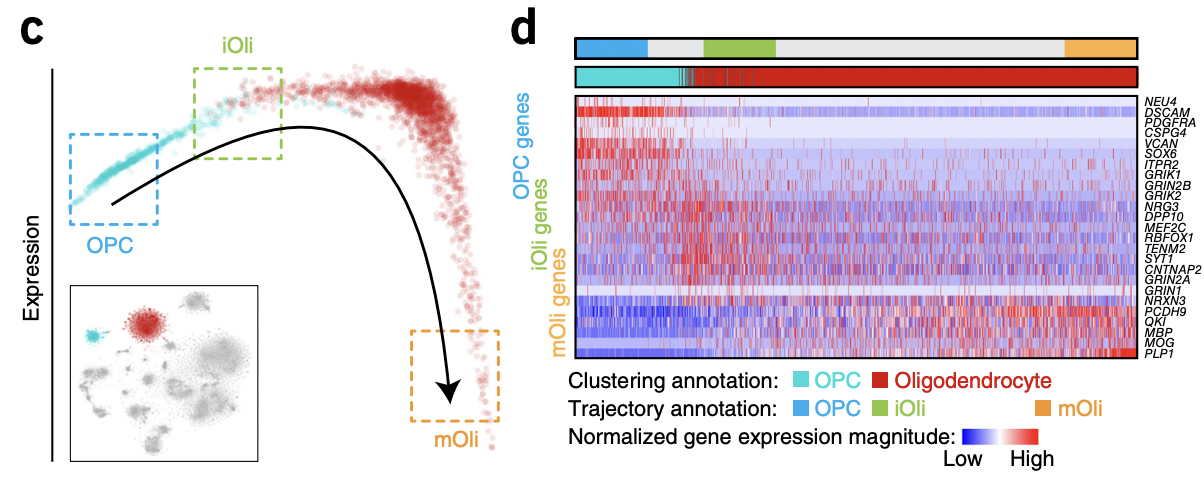 c
iOli
OPC
Expression
mOli
d
OPC genes
iOli genes
mOli genes
NEU4
DSCAM
PDGFRA
CSPG4
VCAN
SOX6
ITPR2
GRIK1
GRIN2B
GRIK2
NRG3
DPP10
MEF2C
RBFOX1
TENM2
SYT1
CNTNAP2
GRIN2A
GRIN1
NRXN3
PCDH9
QKI
MBP
MOG
PLP1
Clustering annotation: OPC Oligodendrocyte
Trajectory annotation: OPC iOli mOli
Normalized gene expression magnitude:
Low High